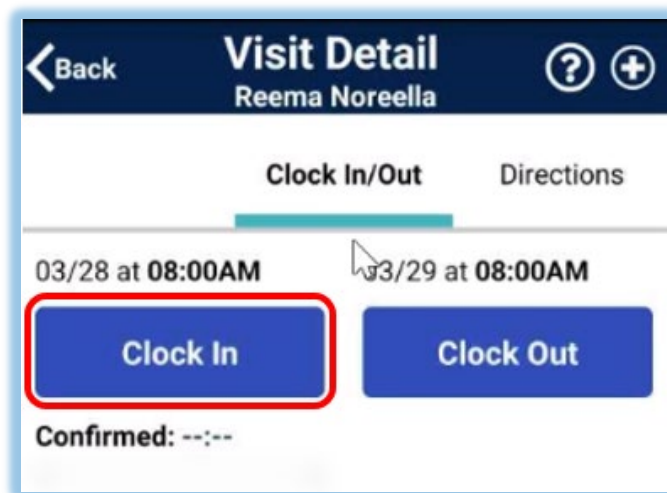 Back
Visit Detail
?
Reema Noreella
Clock In/Out
Directions
03/28 at 08:00AM
03/29 at 08:00AM
Clock In
Clock Out
Confirmed: --:--